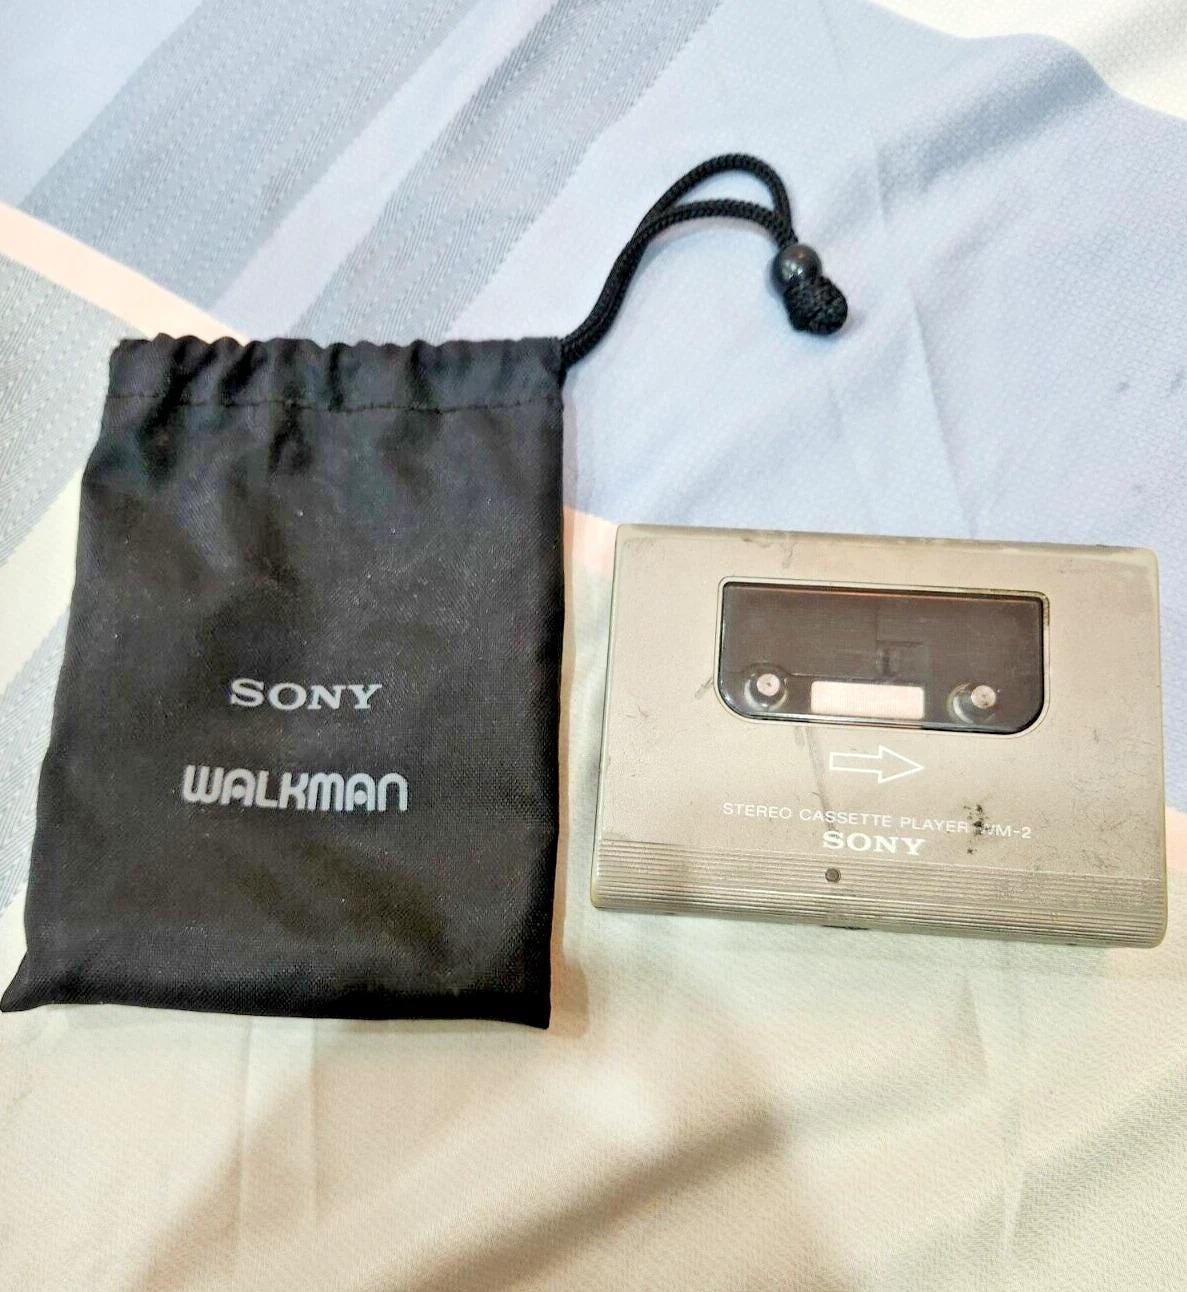 SONY
WALKMAN
STEREO CASSETTE PLAYER WM-2
SONY